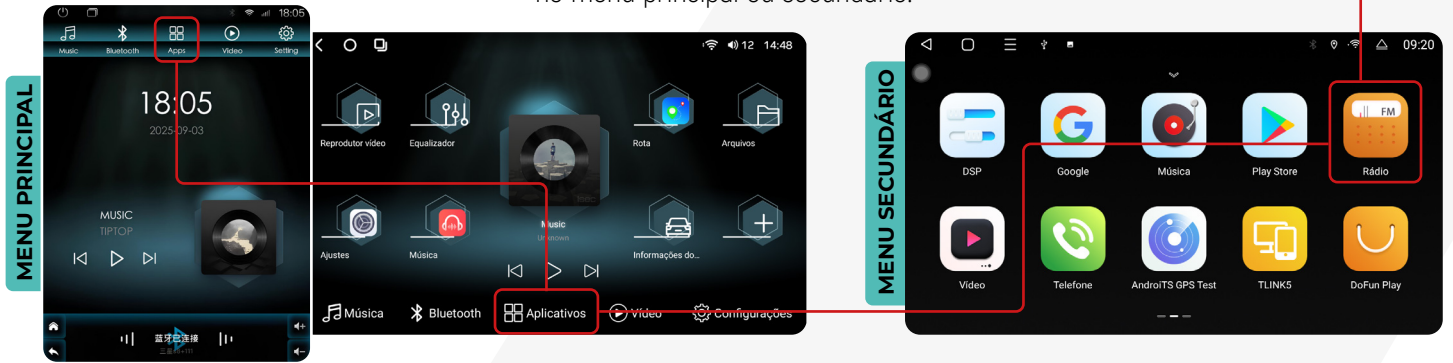 no menu principal ou secundário.
MENU PRINCIPAL
18:05
Music
Bluetooth
Apps
Video
Setting
18:05
2025-09-03
MUSIC
TIPTOP
蓝牙已连接
12 14:48
Reprodutor vídeo
Equalizador
Rota
Arquivos
Ajustes
Música
Music
Unknown
Informações do...
Música
Bluetooth
Aplicativos
Vídeo
Configurações
MENU SECUNDÁRIO
09:20
FM
DSP
Google
Música
Play Store
Rádio
Vídeo
Telefone
AndroiTS GPS Test
TLINK5
DoFun Play